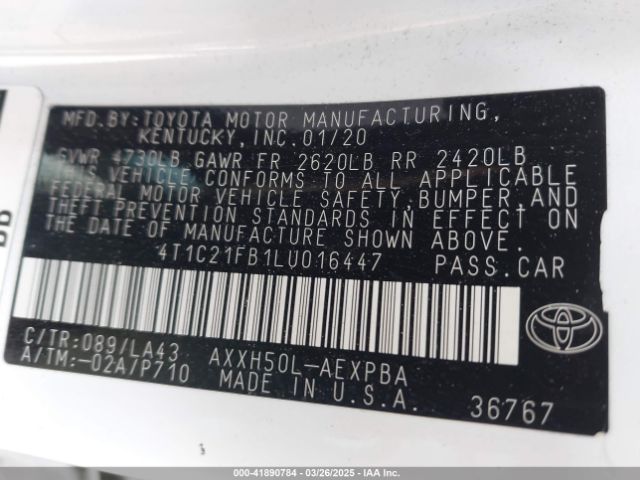 MFD.BY:TOYOTA MOTOR MANUFACTURING,
KENTUCKY,INC.01/20
GVWR 4730LB GAWR FR 2620LB RR 2420LB
THIS VEHICLE CONFORMS TO ALL APPLICABLE
FEDERAL MOTOR VEHICLE SAFETY,BUMPER,AND
THEFT PREVENTION STANDARDS IN EFFECT ON
THE DATE OF MANUFACTURE SHOWN ABOVE.
4T1C21FB1LU016447 PASS.CAR
C/TR:089/LA43 AXXH50L-AEXPBA
A/TM:-02A/P710 MADE IN U.S.A.
TOYOTA
36767
000-41890784 | 03/26/2025 | IAA Inc.